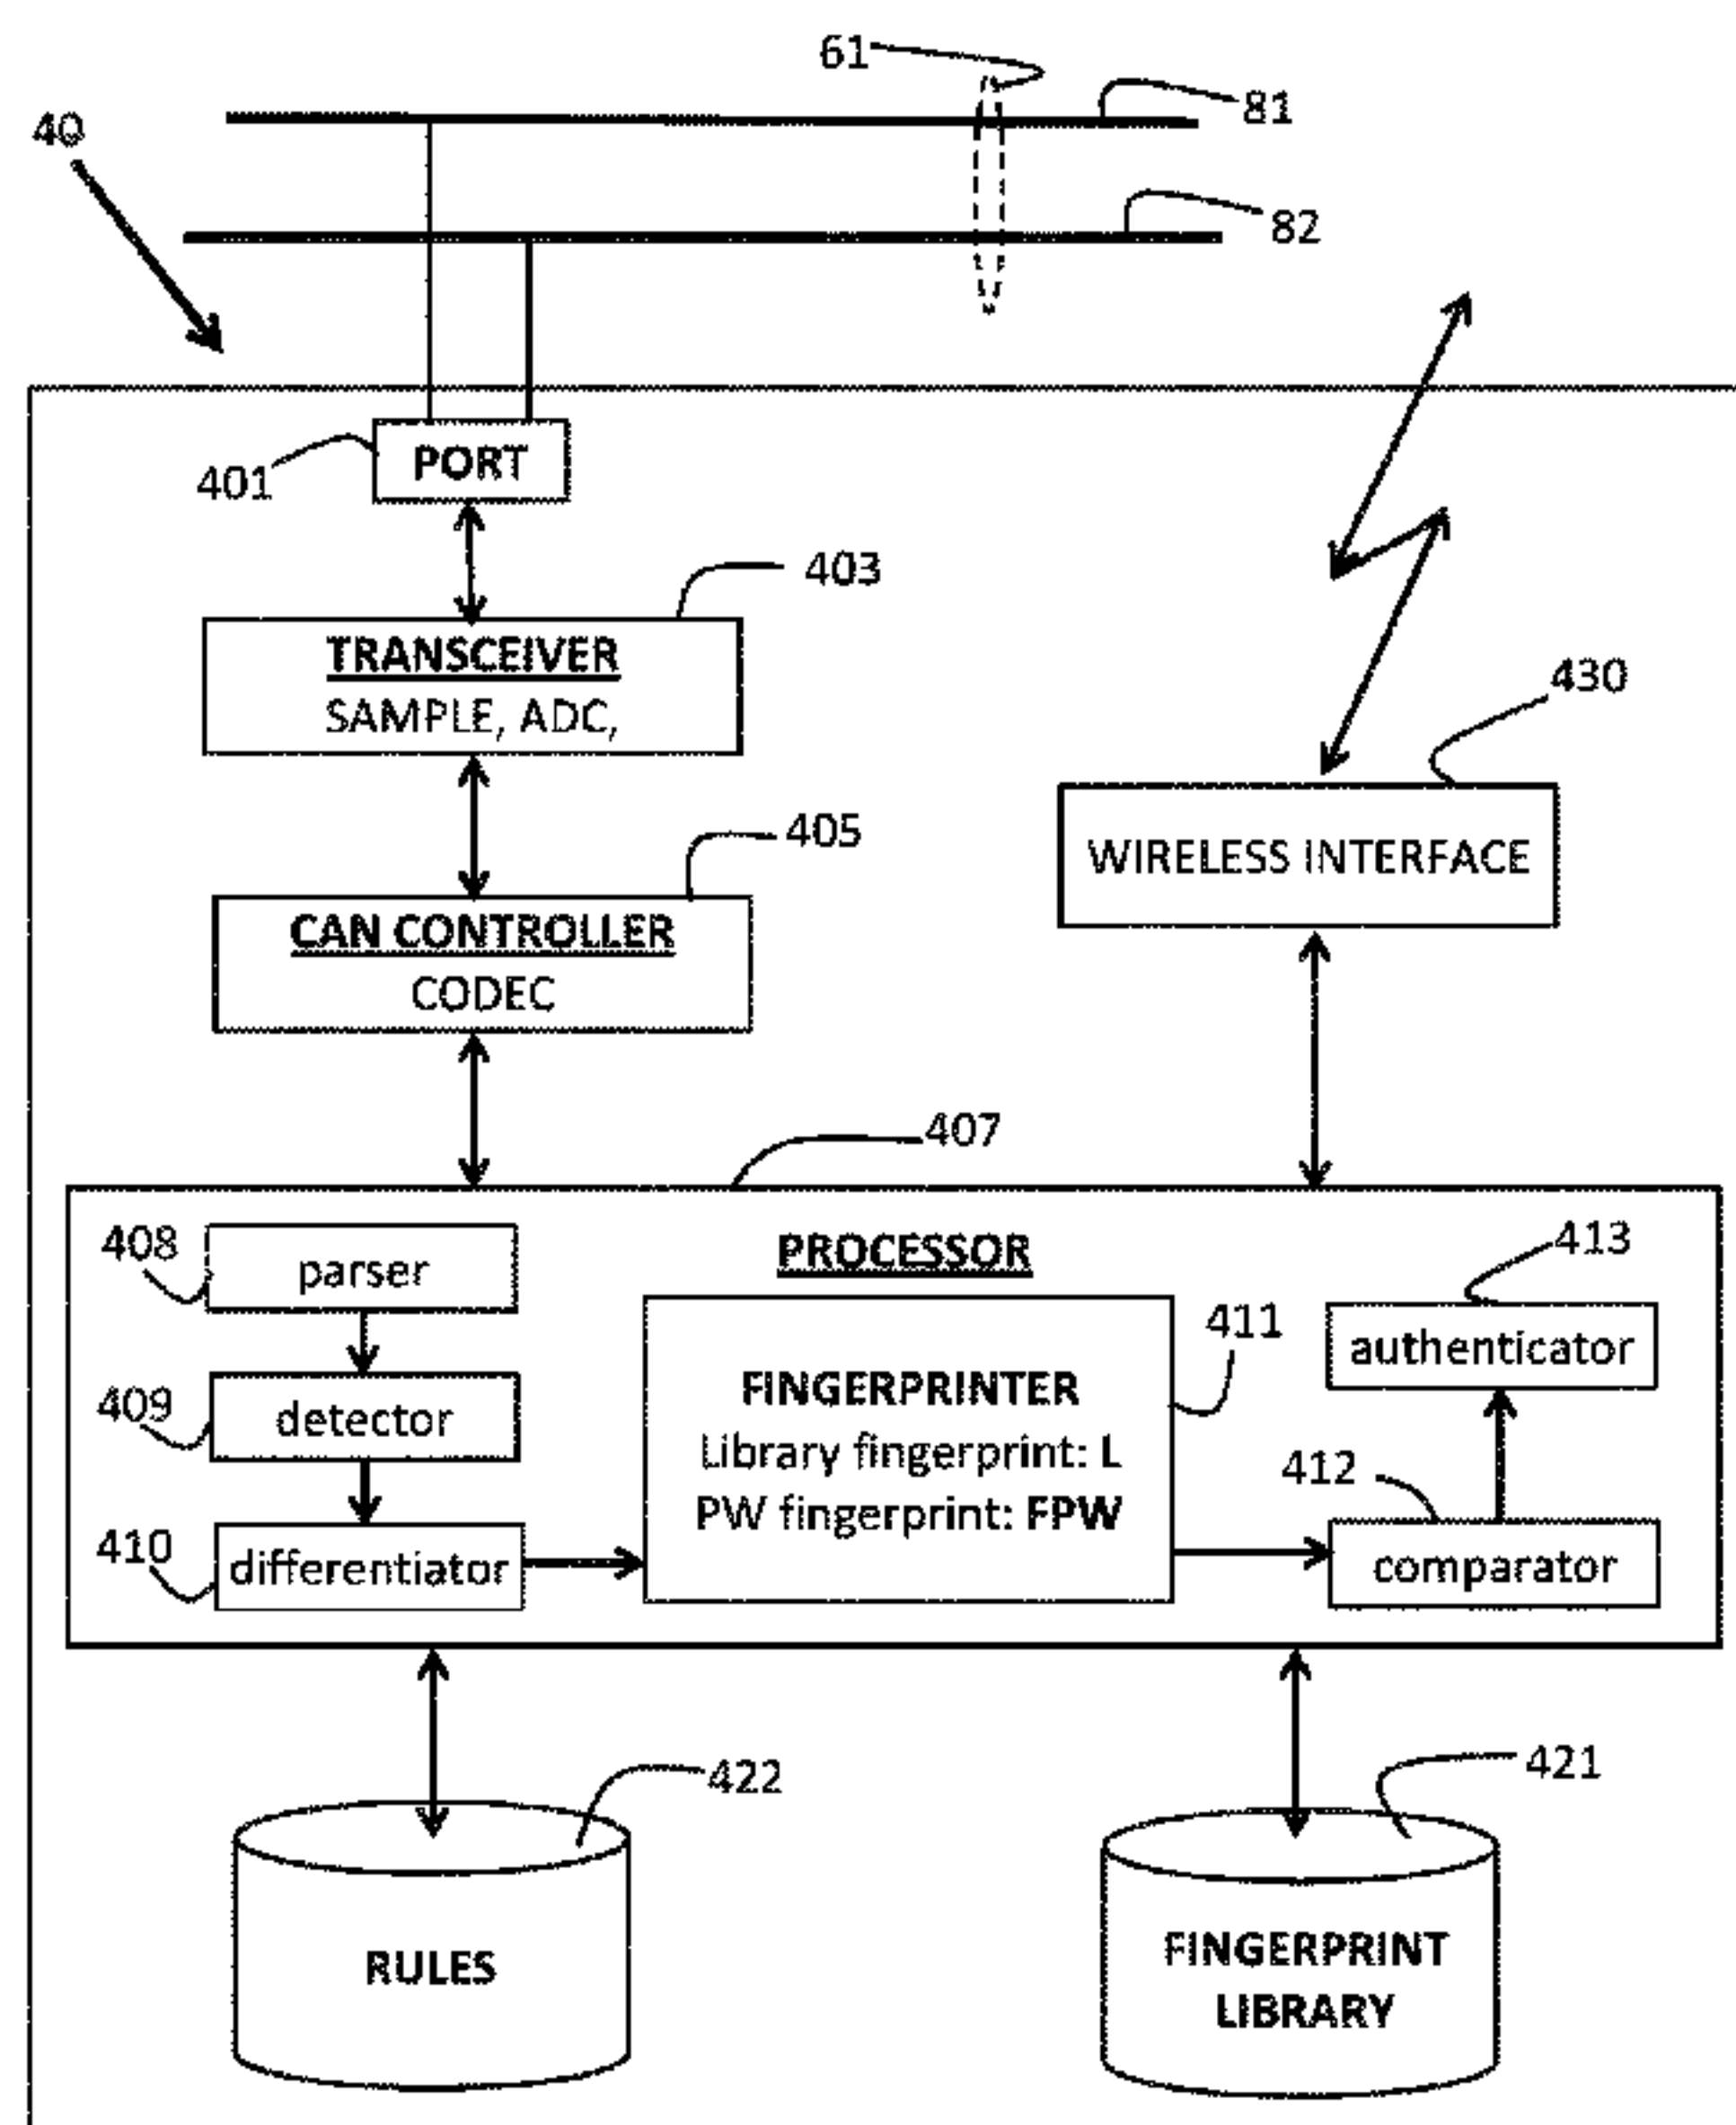 61
81
40
82
PORT
401
403
TRANSCEIVER
SAMPLE, ADC,
430
405
WIRELESS INTERFACE
CAN CONTROLLER
CODEC
407
408
parser
PROCESSOR
413
411
authenticator
409
detector
FINGERPRINTER
Library fingerprint: L
PW fingerprint: FPW
412
410
differentiator
comparator
422
421
RULES
FINGERPRINT
LIBRARY